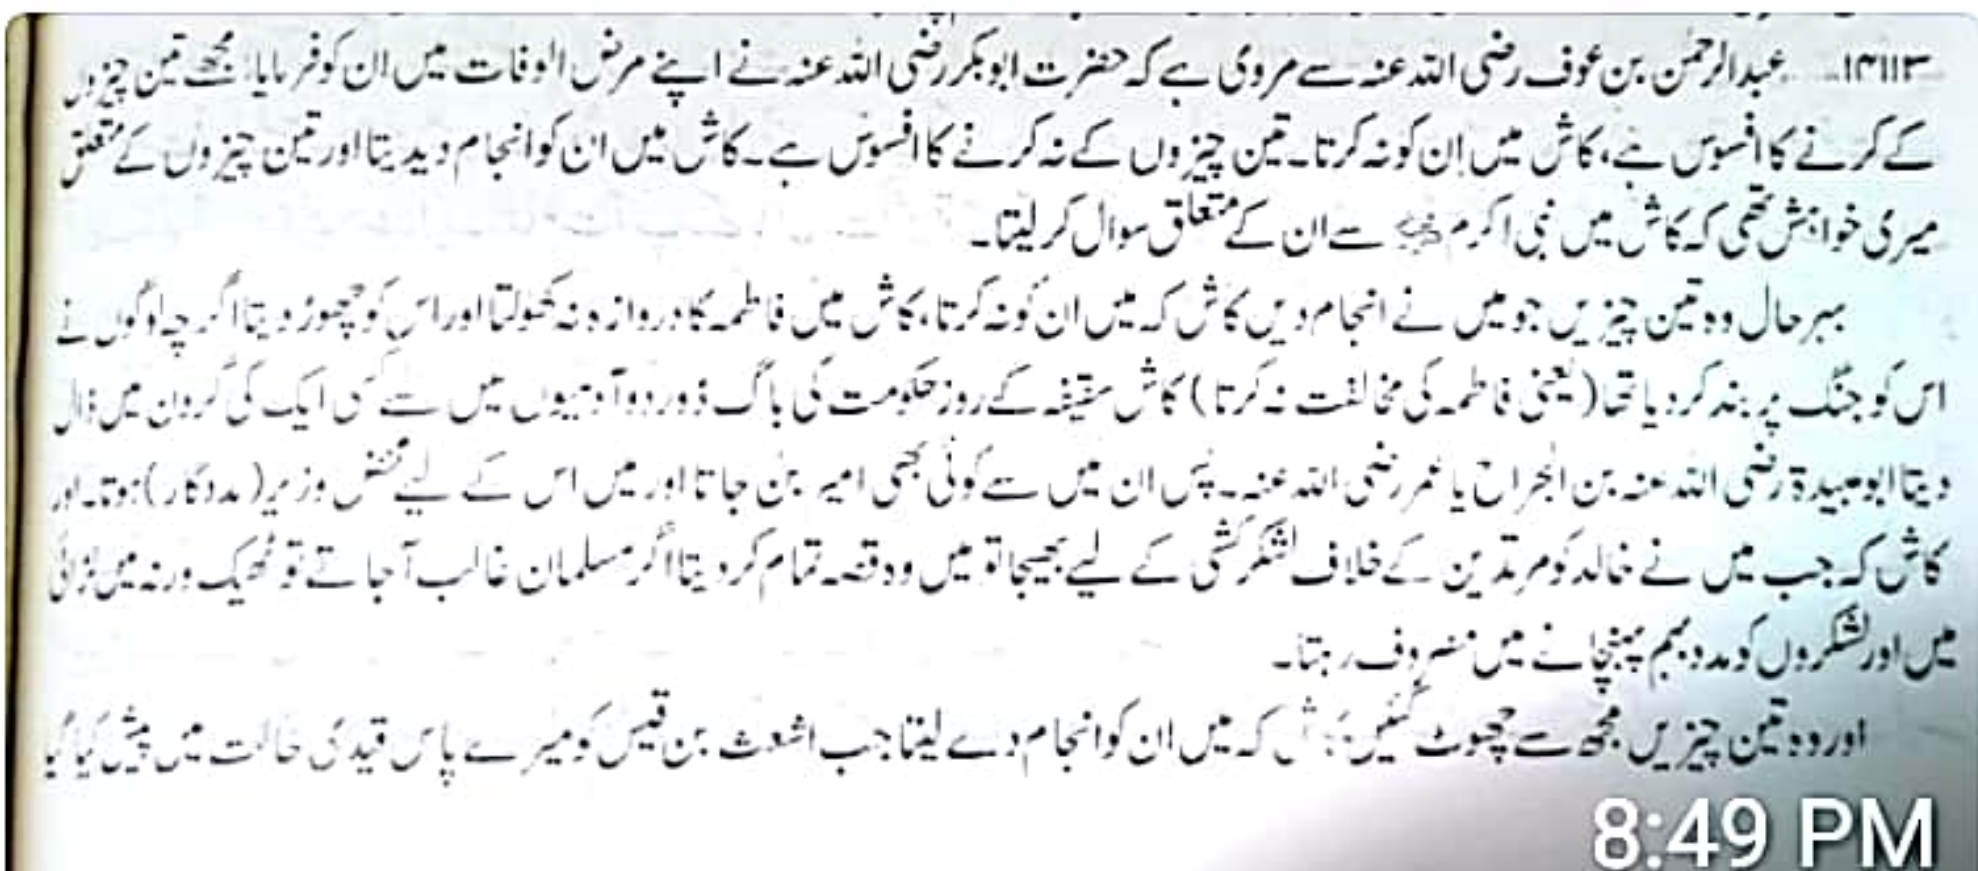 ۱۴۱۱۳۔ عبدالرحمٰن بن عوف رضی اللہ عنہ سے مروی ہے کہ حضرت ابوبکر رضی اللہ عنہ نے اپنے مرض الوفات میں ان کو فرمایا: مجھے تین چیزوں
کے کرنے کا افسوس ہے، کاش میں ان کو نہ کرتا۔ تین چیزوں کے نہ کرنے کا افسوس ہے۔ کاش میں ان کو انجام دیدیتا اور تین چیزوں کے متعلق
میری خواہش تھی کہ کاش میں نبی اکرم ﷺ سے ان کے متعلق سوال کر لیتا۔
بہرحال وہ تین چیزیں جو میں نے انجام دیں کاش کہ میں ان کو نہ کرتا، کاش میں فاطمہ کا دروازہ نہ کھولتا اور اس کو چھوڑ دیتا اگرچہ لوگوں نے
اس کو جنگ پر بند کر دیا تھا (یعنی فاطمہ کی مخالفت نہ کرتا) کاش سقیفہ کے روز حکومت کی باگ ڈور دو آدمیوں میں سے کسی ایک کی گردن میں ڈال
دیتا ابوعبیدۃ رضی اللہ عنہ بن الجراح یا عمر رضی اللہ عنہ۔ پس ان میں سے کوئی بھی امیر بن جاتا اور میں اس کے لیے محض وزیر (مددگار) ہوتا۔ اور
کاش کہ جب میں نے خالد کو مرتدین کے خلاف لشکر کشی کے لیے بھیجا تو میں وہ قصہ تمام کر دیتا اگر مسلمان غالب آجاتے تو ٹھیک ورنہ میں لڑائی
میں اور لشکروں کو مدد بہم پہنچانے میں مصروف رہتا۔
اور وہ تین چیزیں مجھ سے چھوٹ گئیں کاش کہ میں ان کو انجام دے لیتا جب اشعث بن قیس کو میرے پاس قیدی حالت میں پیش کیا گیا
8:49 PM